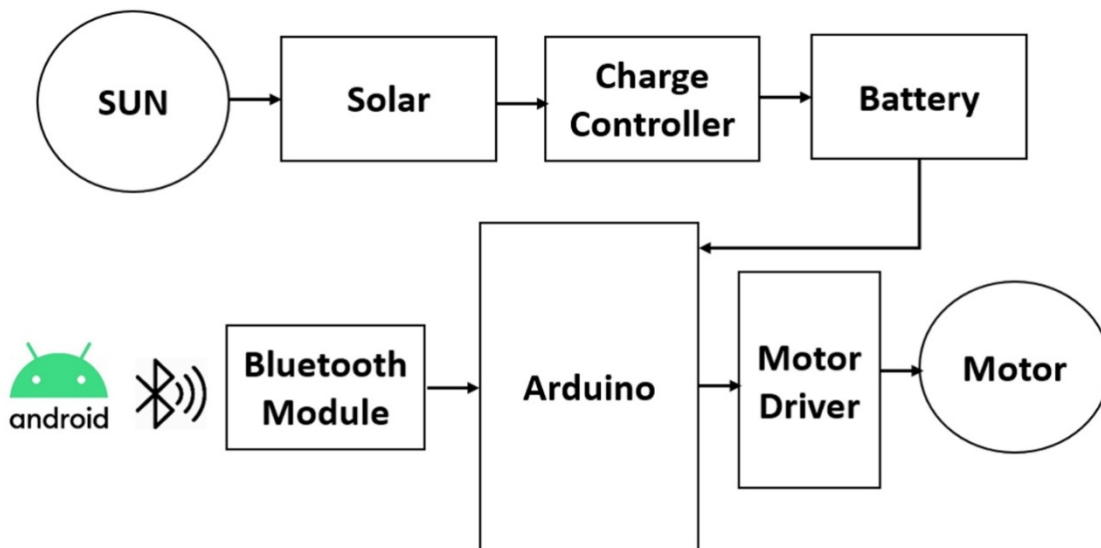 SUN
Solar
Charge
Controller
Battery
android
Bluetooth
Module
Arduino
Motor
Driver
Motor